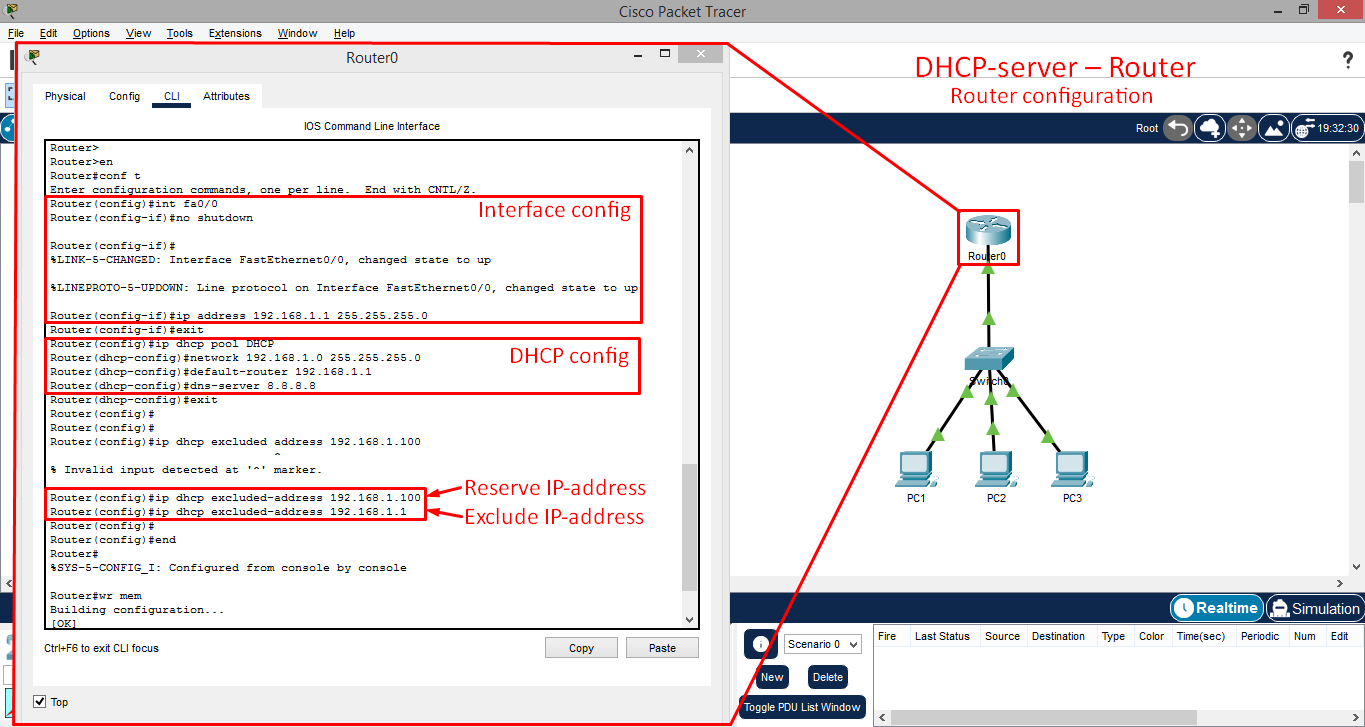 Cisco Packet Tracer
File Edit Options View Tools Extensions Window Help
Router0
Physical Config CLI Attributes
IOS Command Line Interface
Router>
Router>en
Router#conf t
Enter configuration commands, one per line. End with CNTL/Z.
Router(config)#int fa0/0
Router(config-if)#no shutdown
Router(config-if)#
%LINK-5-CHANGED: Interface FastEthernet0/0, changed state to up
%LINEPROTO-5-UPDOWN: Line protocol on Interface FastEthernet0/0, changed state to up
Router(config-if)#ip address 192.168.1.1 255.255.255.0
Router(config-if)#exit
Router(config)#ip dhcp pool DHCP
Router(dhcp-config)#network 192.168.1.0 255.255.255.0
Router(dhcp-config)#default-router 192.168.1.1
Router(dhcp-config)#dns-server 8.8.8.8
Router(dhcp-config)#exit
Router(config)#
Router(config)#
Router(config)#ip dhcp excluded address 192.168.1.100
^
% Invalid input detected at '^' marker.
Router(config)#ip dhcp excluded-address 192.168.1.100
Router(config)#ip dhcp excluded-address 192.168.1.1
Router(config)#
Router(config)#end
Router#
%SYS-5-CONFIG_I: Configured from console by console
Router#wr mem
Building configuration...
[OK]
Interface config
DHCP config
Reserve IP-address
Exclude IP-address
Ctrl+F6 to exit CLI focus
Copy Paste
Top
DHCP-server – Router
Router configuration
?
Root 19:32:30
Router0
Switch0
PC1 PC2 PC3
Realtime Simulation
Scenario 0
New Delete
Toggle PDU List Window
Fire Last Status Source Destination Type Color Time(sec) Periodic Num Edit